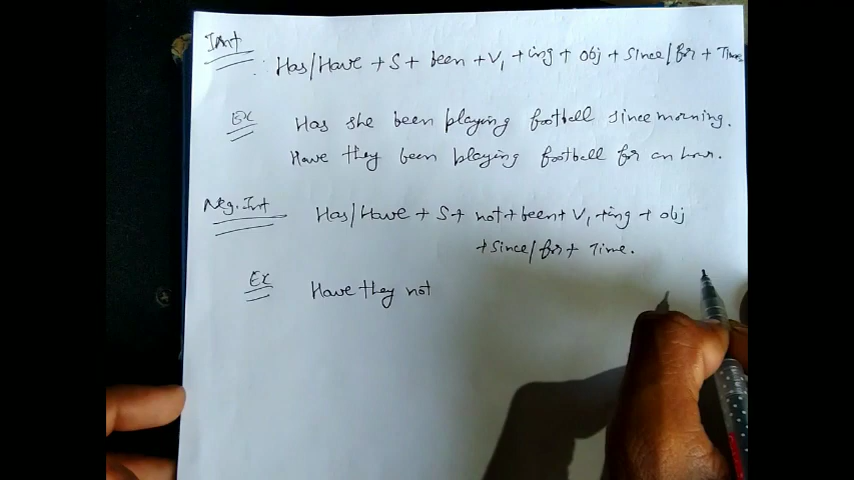 Int
Has/Have + S + been + V1 + ing + obj + Since/for + Time
Ex Has she been playing football since morning.
Have they been playing football for an hour.
Neg. Int Has/Have + S + not + been + V1 + ing + obj
+ Since/for + Time.
Ex Have they not